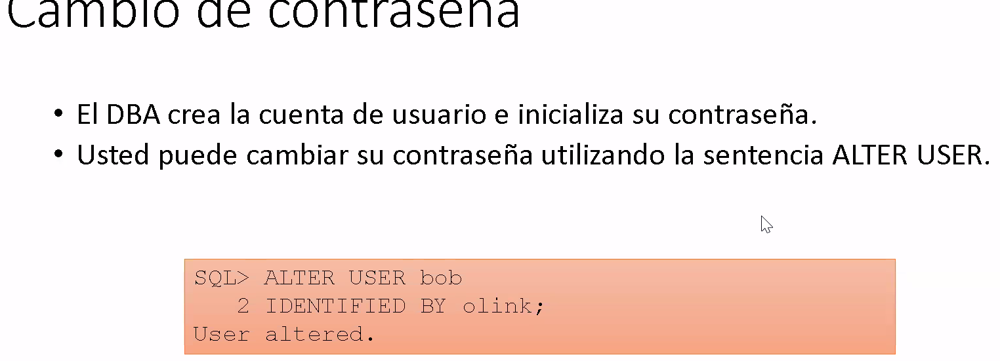 Cambio de contraseña
• El DBA crea la cuenta de usuario e inicializa su contraseña.
• Usted puede cambiar su contraseña utilizando la sentencia ALTER USER.
SQL> ALTER USER bob
2 IDENTIFIED BY olink;
User altered.